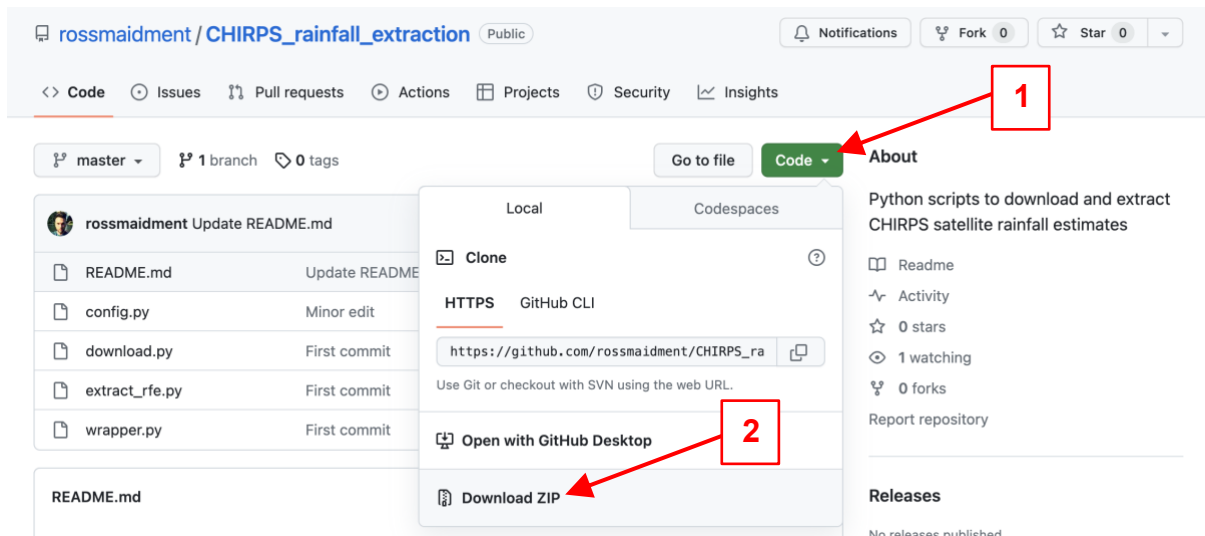 rossmaidment / CHIRPS_rainfall_extraction Public
Notifications Fork 0 Star 0
<> Code Issues Pull requests Actions Projects Security Insights
1
master 1 branch 0 tags Go to file Code
rossmaidment Update README.md
README.md Update README
config.py Minor edit
download.py First commit
extract_rfe.py First commit
wrapper.py First commit
README.md
Local Codespaces
Clone
HTTPS GitHub CLI
https://github.com/rossmaidment/CHIRPS_ra
Use Git or checkout with SVN using the web URL.
Open with GitHub Desktop
2
Download ZIP
About
Python scripts to download and extract
CHIRPS satellite rainfall estimates
Readme
Activity
0 stars
1 watching
0 forks
Report repository
Releases
No releases published